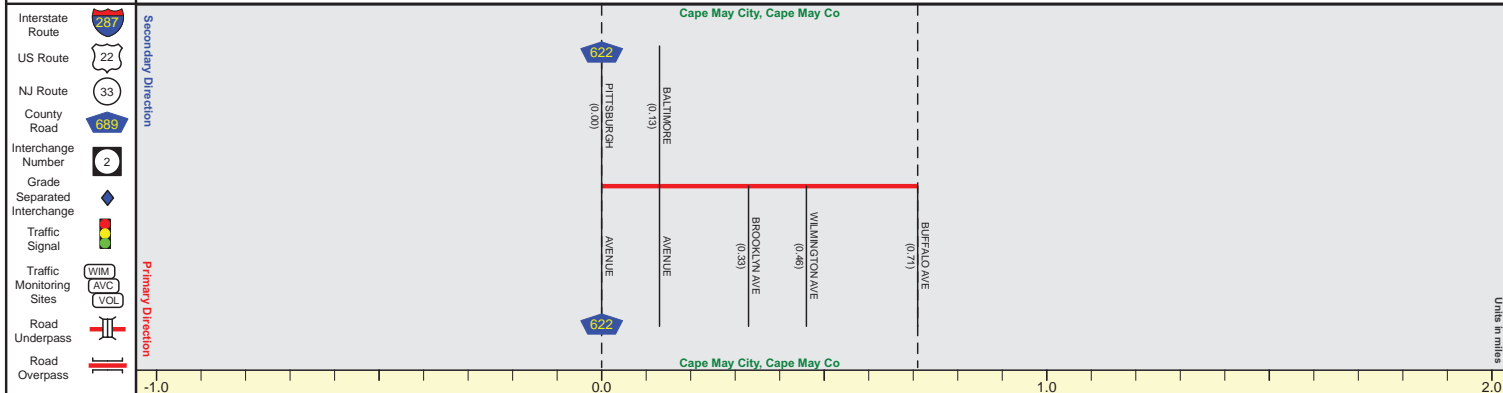 Interstate
Route
287
US Route
22
NJ Route
33
County
Road
689
Interchange
Number
2
Grade
Separated
Interchange
Traffic
Signal
Traffic
Monitoring
Sites
WIM
AVC
VOL
Road
Underpass
Road
Overpass
Secondary Direction
Primary Direction
Cape May City, Cape May Co
622
PITTSBURGH
(0.00)
BALTIMORE
(0.13)
AVENUE
AVENUE
BROOKLYN AVE
(0.33)
WILMINGTON AVE
(0.46)
BUFFALO AVE
(0.71)
622
Cape May City, Cape May Co
Units in miles
-1.0
0.0
1.0
2.0